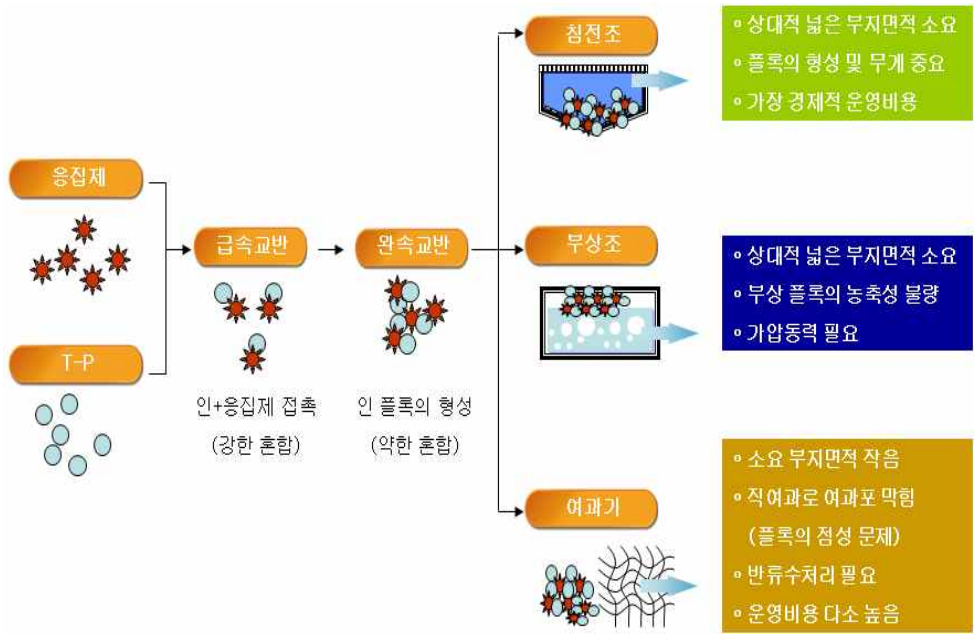 응집제
T-P
급속교반
인+응집제 접촉
(강한 혼합)
완속교반
인 플록의 형성
(약한 혼합)
침전조
º 상대적 넓은 부지면적 소요
º 플록의 형성 및 무게 중요
º 가장 경제적 운영비용
부상조
º 상대적 넓은 부지면적 소요
º 부상 플록의 농축성 불량
º 가압동력 필요
여과기
º 소요 부지면적 작음
º 직여과로 여과포 막힘
(플록의 점성 문제)
º 반류수처리 필요
º 운영비용 다소 높음